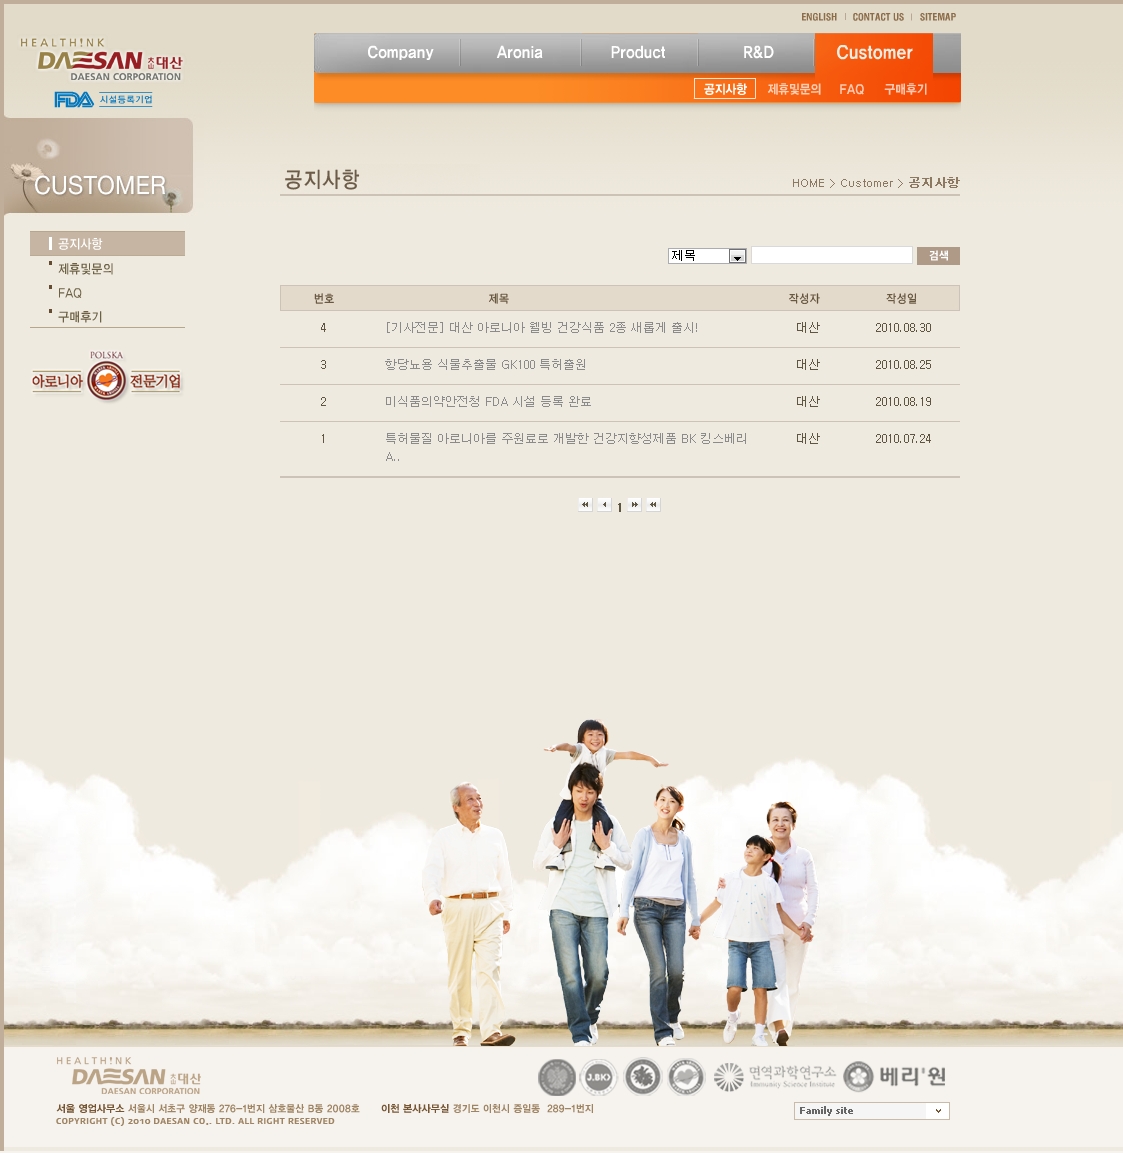 ENGLISH | CONTACT US | SITEMAP
HEALTH!NK
DAESAN 大山 대산
DAESAN CORPORATION
FDA 시설등록기업
Company Aronia Product R&D Customer
공지사항 제휴및문의 FAQ 구매후기
CUSTOMER
공지사항
제휴및문의
FAQ
구매후기
POLSKA
아로니아 전문기업
공지사항
HOME > Customer > 공지사항
제목 검색
번호 제목 작성자 작성일
4 [기사전문] 대산 아로니아 웰빙 건강식품 2종 새롭게 출시! 대산 2010.08.30
3 항당뇨용 식물추출물 GK100 특허출원 대산 2010.08.25
2 미식품의약안전청 FDA 시설 등록 완료 대산 2010.08.19
1 특허물질 아로니아를 주원료로 개발한 건강지향성제품 BK 킹스베리 대산 2010.07.24
A..
1
HEALTH!NK
DAESAN 大山 대산
DAESAN CORPORATION
J.BK
면역과학연구소
Immunity Science Institute
베리원
서울 영업사무소 서울시 서초구 양재동 276-1번지 삼호물산 B동 2008호 이천 본사사무실 경기도 이천시 증일동 289-1번지
COPYRIGHT (C) 2010 DAESAN CO,. LTD. ALL RIGHT RESERVED
Family site